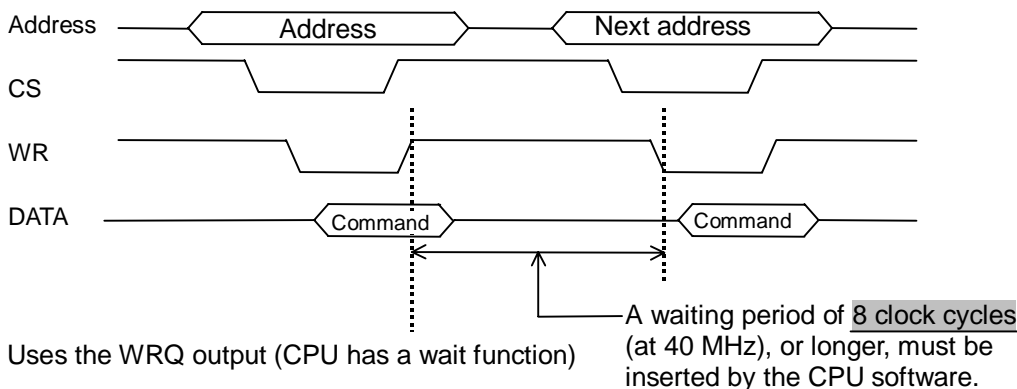 Address
Address
Next address
CS
WR
DATA
Command
Command
A waiting period of 8 clock cycles
(at 40 MHz), or longer, must be
inserted by the CPU software.
Uses the WRQ output (CPU has a wait function)